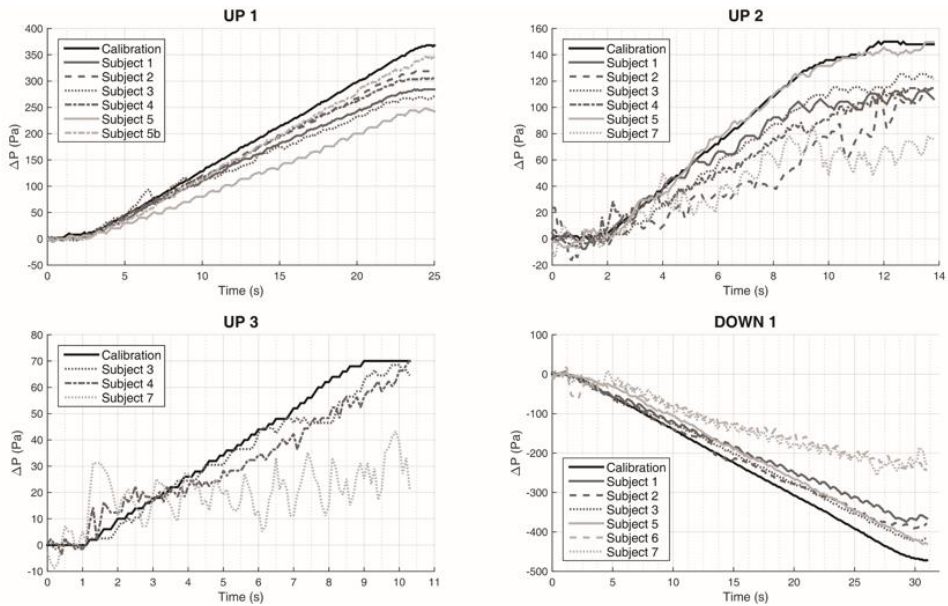 UP 1
400
350
300
250
200
150
100
50
0
-50
ΔP (Pa)
Calibration
Subject 1
Subject 2
Subject 3
Subject 4
Subject 5
Subject 5b
0 5 10 15 20 25
Time (s)
UP 2
160
140
120
100
80
60
40
20
0
-20
ΔP (Pa)
Calibration
Subject 1
Subject 2
Subject 3
Subject 4
Subject 5
Subject 7
0 2 4 6 8 10 12 14
Time (s)
UP 3
80
70
60
50
40
30
20
10
0
-10
ΔP (Pa)
Calibration
Subject 3
Subject 4
Subject 7
0 1 2 3 4 5 6 7 8 9 10 11
Time (s)
DOWN 1
100
0
-100
-200
-300
-400
-500
ΔP (Pa)
Calibration
Subject 1
Subject 2
Subject 3
Subject 5
Subject 6
Subject 7
0 5 10 15 20 25 30
Time (s)